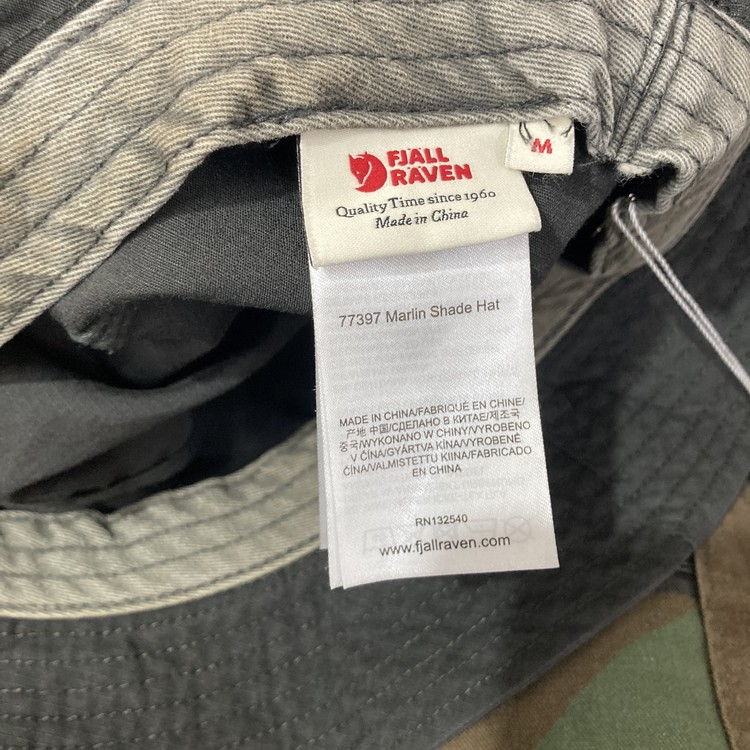 FJÄLL
RÄVEN
M
Quality Time since 1960
Made in China
77397 Marlin Shade Hat
MADE IN CHINA/FABRIQUÉ EN CHINE/
产地 中国/СДЕЛАНО В КИТАЕ/제조국
중국/WYKONANO W CHINY/VYROBENO
V ČÍNA/GYÁRTVA KÍNA/VYROBENÉ
ČÍNA/VALMISTETTU KIINA/FABRICADO
EN CHINA
RN132540
www.fjallraven.com